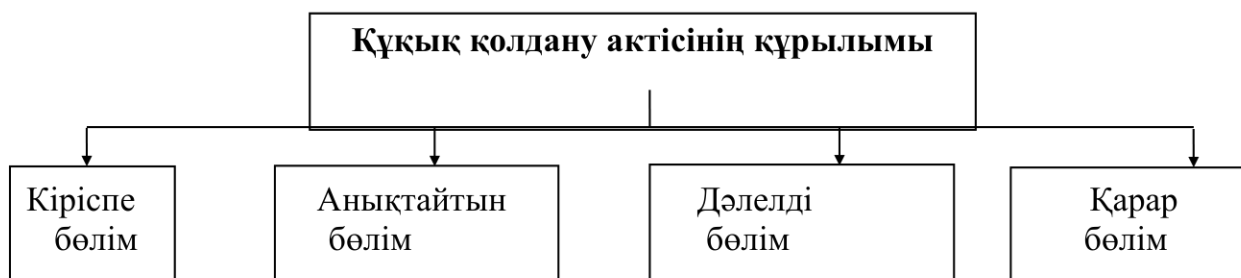 Құқық қолдану актісінің құрылымы
Кіріспе
бөлім
Анықтайтын
бөлім
Дәлелді
бөлім
Қарар
бөлім